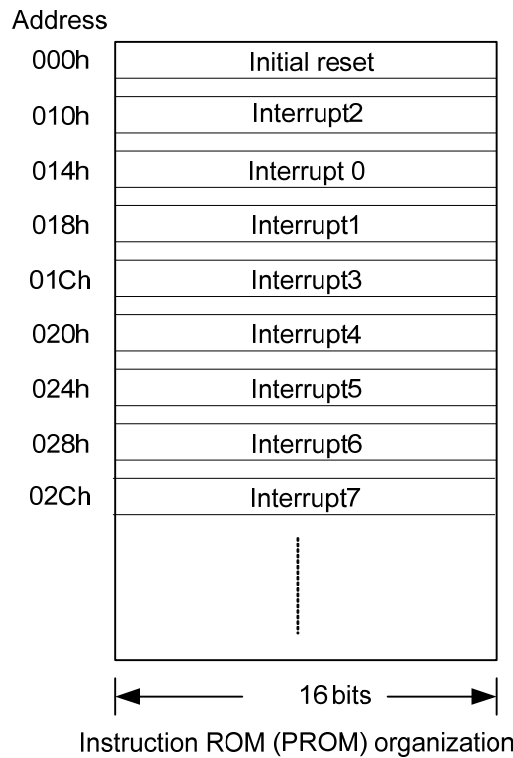 Address
000h Initial reset
010h Interrupt2
014h Interrupt 0
018h Interrupt1
01Ch Interrupt3
020h Interrupt4
024h Interrupt5
028h Interrupt6
02Ch Interrupt7
16 bits
Instruction ROM (PROM) organization